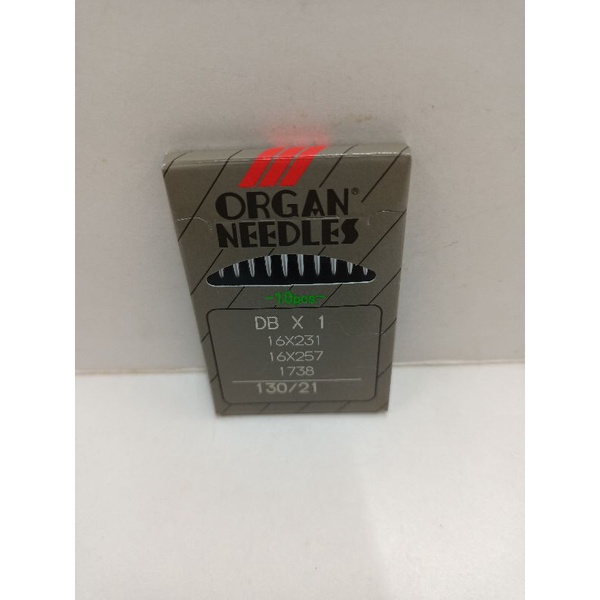 ORGAN®
NEEDLES
-10pcs-
DB X 1
16X231
16X257
1738
130/21